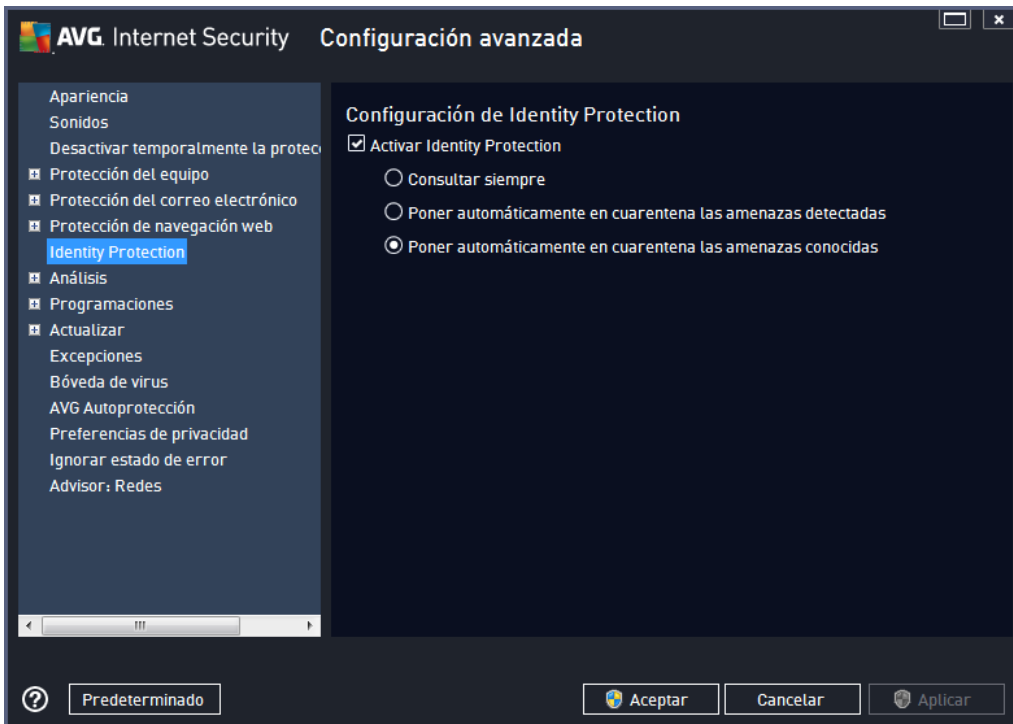 AVG. Internet Security Configuración avanzada
Apariencia
Sonidos
Desactivar temporalmente la protec
Protección del equipo
Protección del correo electrónico
Protección de navegación web
Identity Protection
Análisis
Programaciones
Actualizar
Excepciones
Bóveda de virus
AVG Autoprotección
Preferencias de privacidad
Ignorar estado de error
Advisor: Redes
Configuración de Identity Protection
Activar Identity Protection
Consultar siempre
Poner automáticamente en cuarentena las amenazas detectadas
Poner automáticamente en cuarentena las amenazas conocidas
Predeterminado
Aceptar
Cancelar
Aplicar